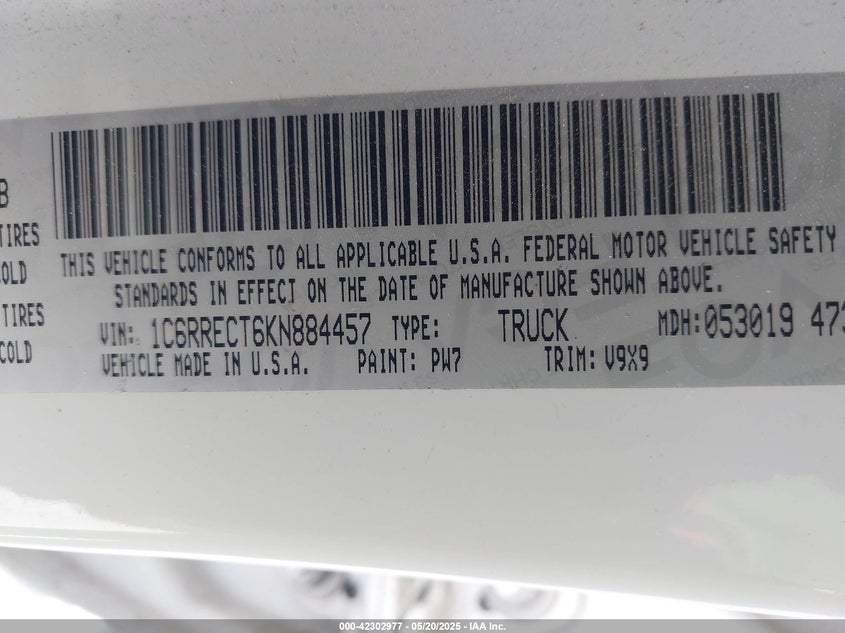 B
TIRES
COLD
THIS VEHICLE CONFORMS TO ALL APPLICABLE U.S.A. FEDERAL MOTOR VEHICLE SAFETY
STANDARDS IN EFFECT ON THE DATE OF MANUFACTURE SHOWN ABOVE.
TIRES
COLD
VIN: 1C6RRECT6KN884457 TYPE: TRUCK MDH:053019 473
VEHICLE MADE IN U.S.A. PAINT: PW7 TRIM: V9X9
000-42302977 — 05/20/2025 - IAA Inc.